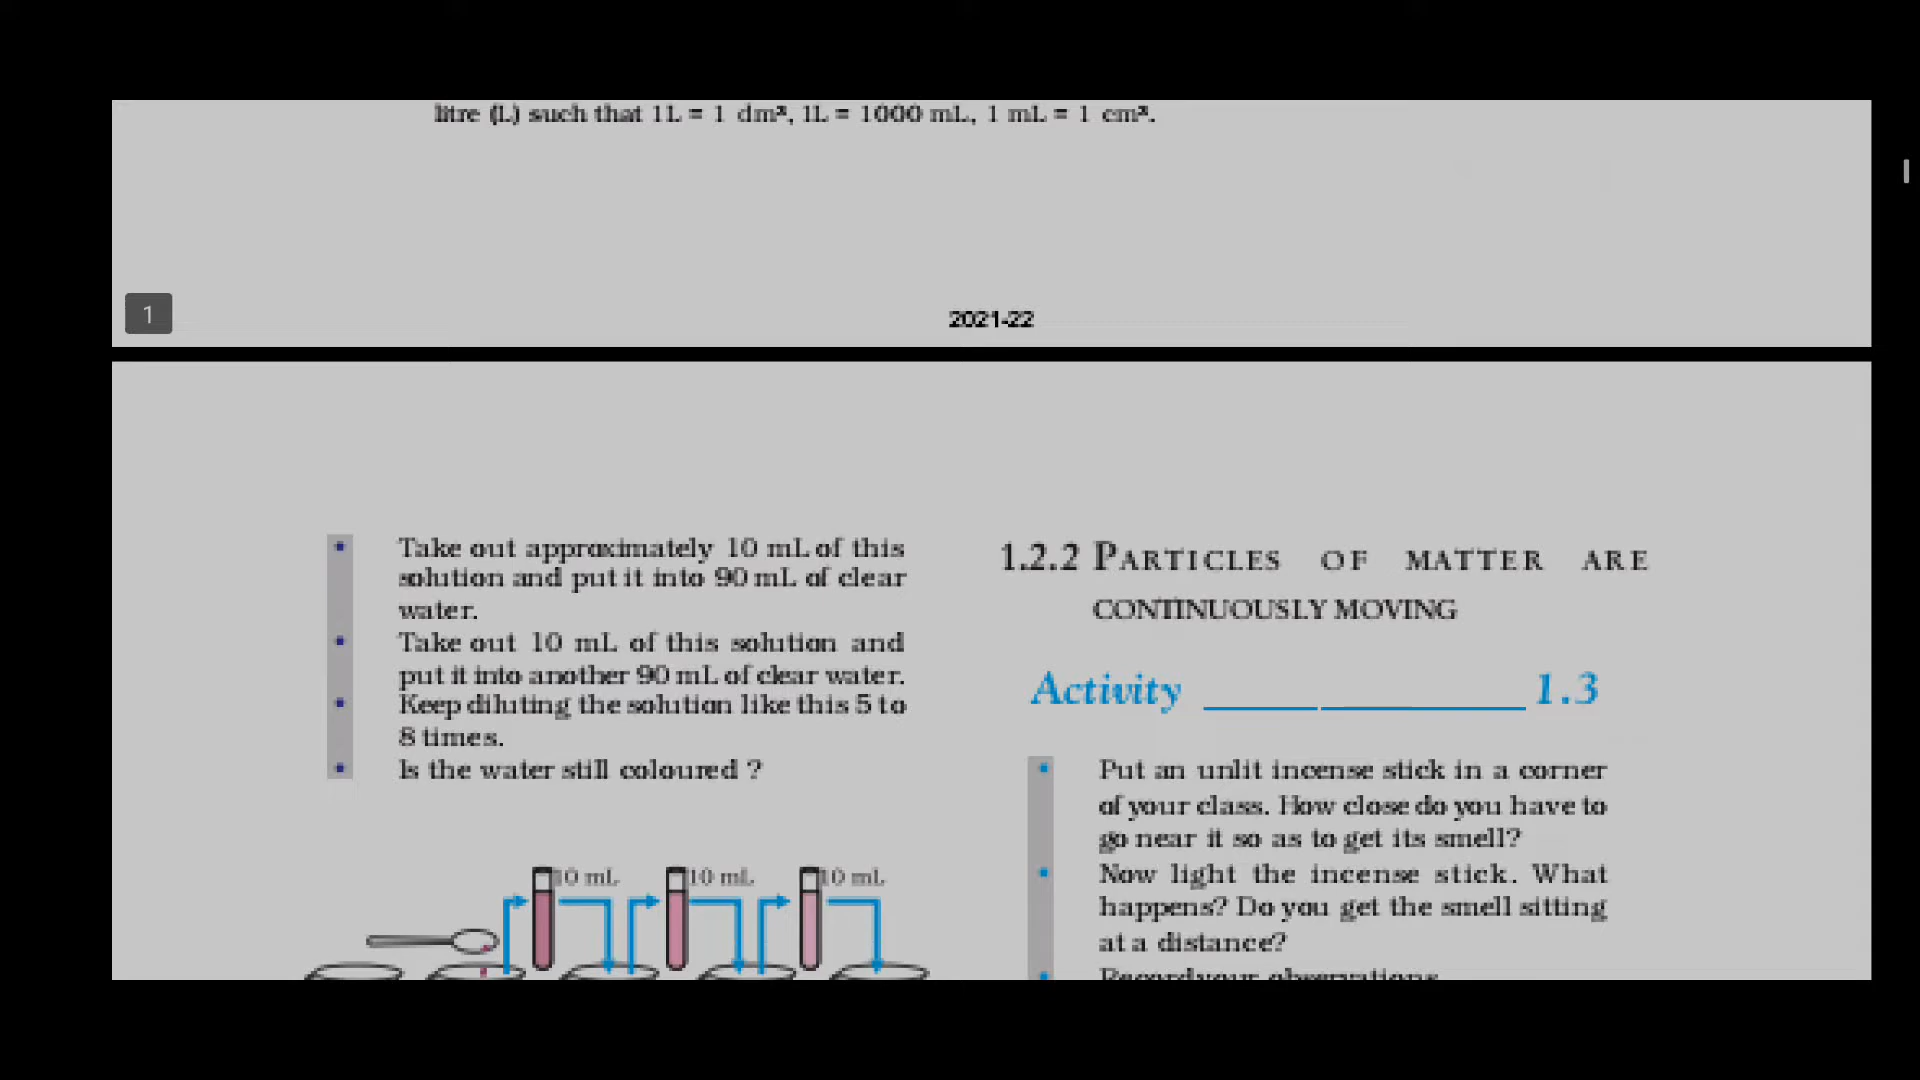 litre (L) such that 1L = 1 dm³, 1L = 1000 mL, 1 mL = 1 cm³.
1
2021-22
• Take out approximately 10 mL of this
solution and put it into 90 mL of clear
water.
• Take out 10 mL of this solution and
put it into another 90 mL of clear water.
• Keep diluting the solution like this 5 to
8 times.
• Is the water still coloured ?
10 mL 10 mL 10 mL
1.2.2 PARTICLES OF MATTER ARE
CONTINUOUSLY MOVING
Activity ______________ 1.3
• Put an unlit incense stick in a corner
of your class. How close do you have to
go near it so as to get its smell?
• Now light the incense stick. What
happens? Do you get the smell sitting
at a distance?
• Record your observations.